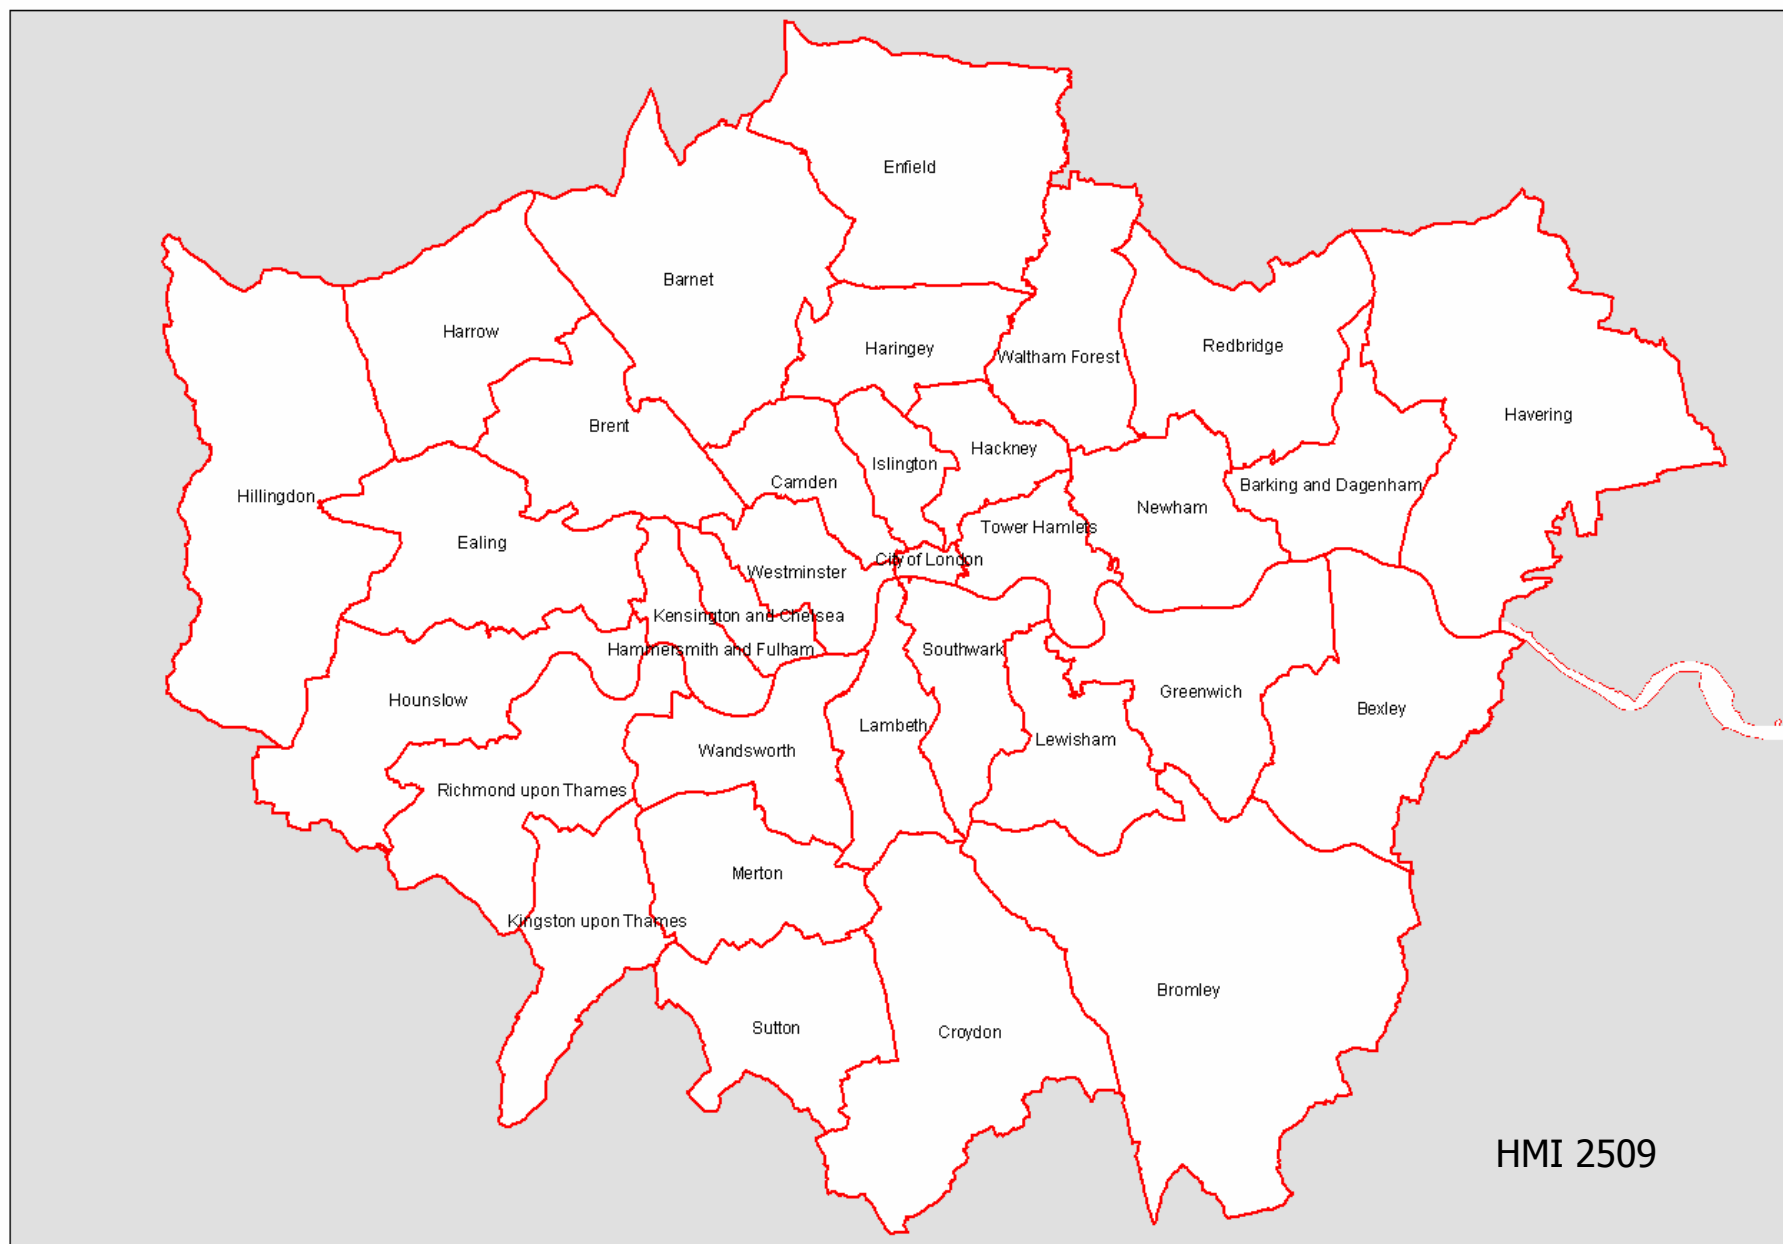 Enfield
Barnet
Harrow
Haringey
Waltham Forest
Redbridge
Havering
Brent
Hackney
Islington
Camden
Barking and Dagenham
Hillingdon
Newham
Tower Hamlets
Ealing
City of London
Westminster
Kensington and Chelsea
Hammersmith and Fulham
Southwark
Greenwich
Hounslow
Bexley
Lambeth
Lewisham
Wandsworth
Richmond upon Thames
Merton
Kingston upon Thames
Bromley
Sutton
Croydon
HMI 2509